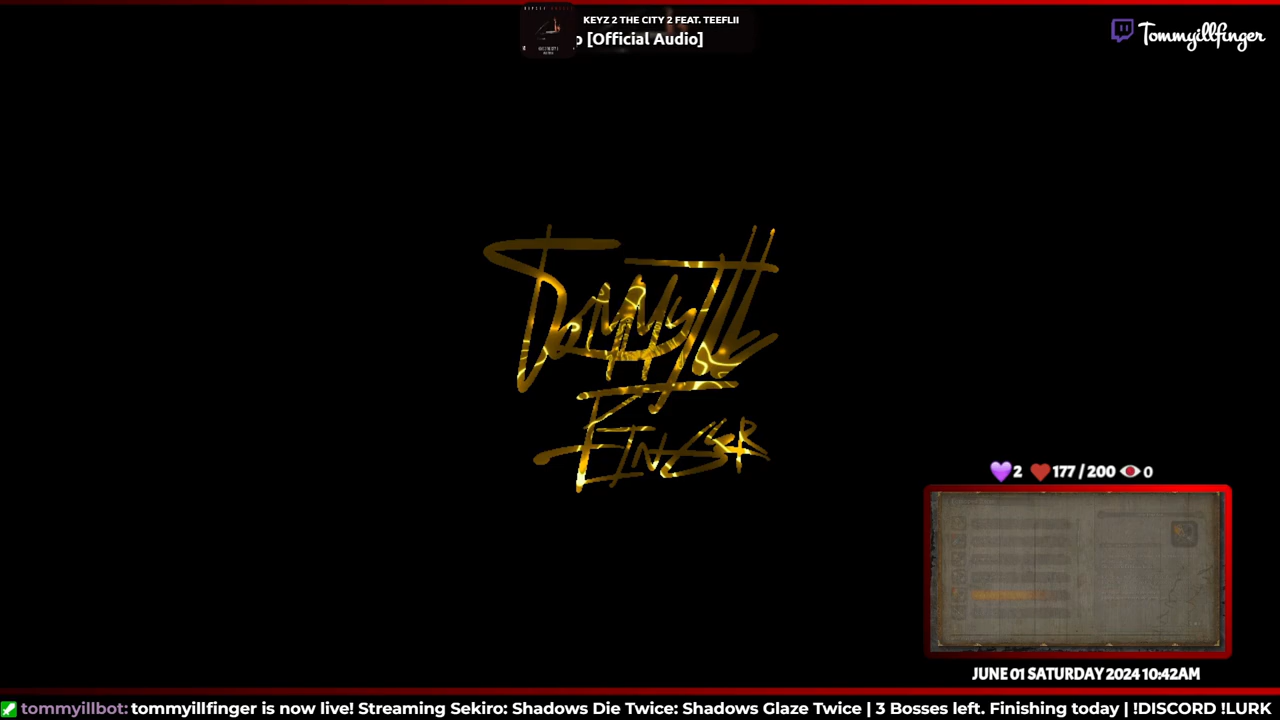 KEYZ 2 THE CITY 2 FEAT. TEEFLII
o [Official Audio]
Tommyillfinger
TommyIll
FINGER
2 177 / 200 0
JUNE 01 SATURDAY 2024 10:42AM
tommyillbot: tommyillfinger is now live! Streaming Sekiro: Shadows Die Twice: Shadows Glaze Twice | 3 Bosses left. Finishing today | !DISCORD !LURK